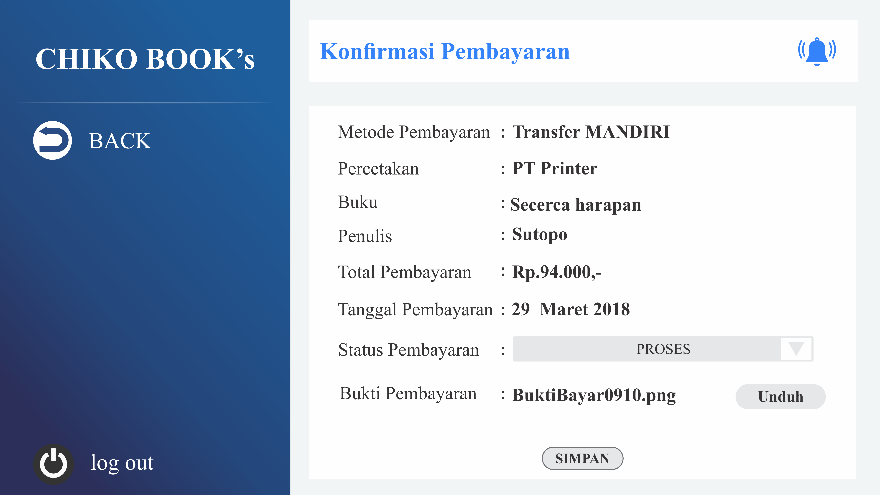 CHIKO BOOK's
BACK
log out
Konfirmasi Pembayaran
Metode Pembayaran : Transfer MANDIRI
Percetakan : PT Printer
Buku : Secerca harapan
Penulis : Sutopo
Total Pembayaran : Rp.94.000,-
Tanggal Pembayaran : 29 Maret 2018
Status Pembayaran : PROSES
Bukti Pembayaran : BuktiBayar0910.png Unduh
SIMPAN